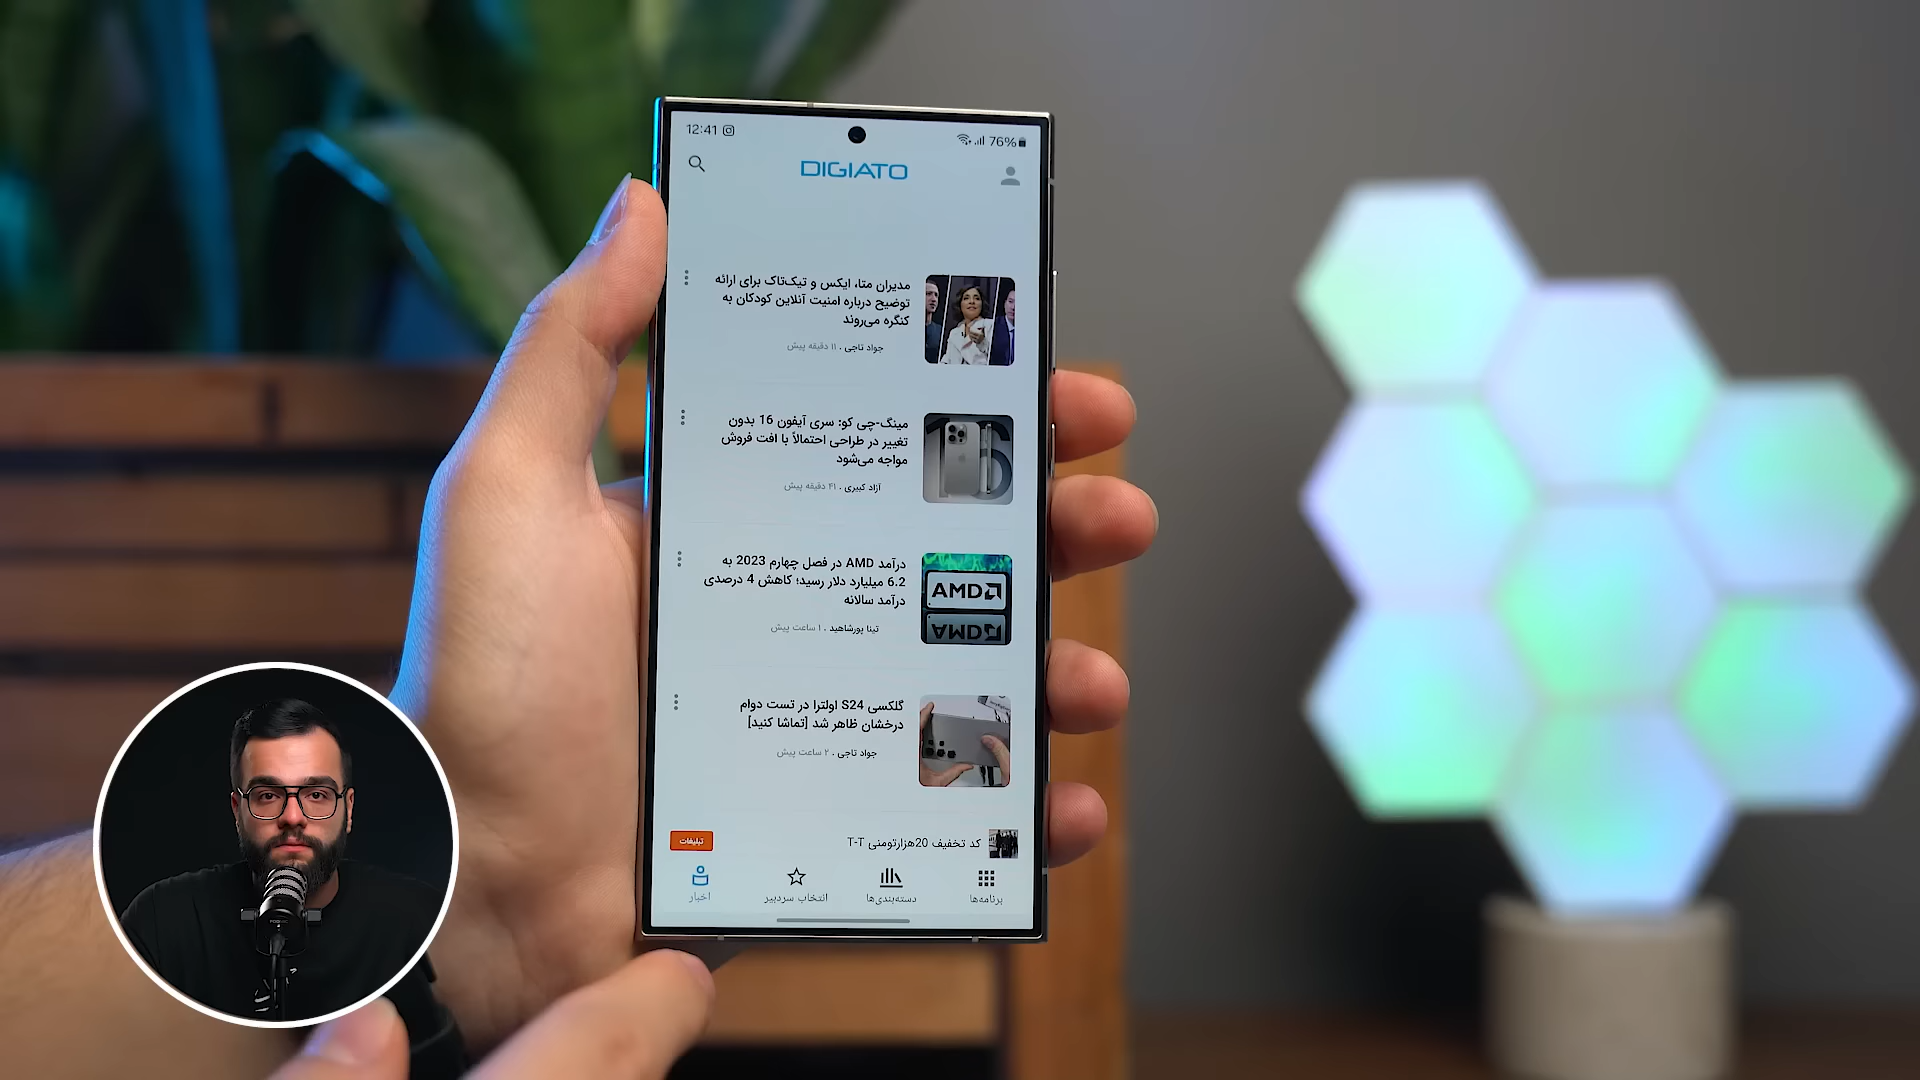 12:41
76%
DIGIATO
مدیران متا، ایکس و تیک‌تاک برای ارائه
توضیح درباره امنیت آنلاین کودکان به
کنگره می‌روند
جواد تاجی . ۱۱ دقیقه پیش
مینگ-چی کو: سری آیفون 16 بدون
تغییر در طراحی احتمالاً با افت فروش
مواجه می‌شود
آزاد کبیری . ۴۱ دقیقه پیش
16
درآمد AMD در فصل چهارم 2023 به
6.2 میلیارد دلار رسید؛ کاهش 4 درصدی
درآمد سالانه
تینا پورشاهید . ۱ ساعت پیش
AMD
AMD
گلکسی S24 اولترا در تست دوام
درخشان ظاهر شد [تماشا کنید]
جواد تاجی . ۲ ساعت پیش
کد تخفیف 20هزارتومنی T-T
تبلیغات
برنامه‌ها
دسته‌بندی‌ها
انتخاب سردبیر
اخبار